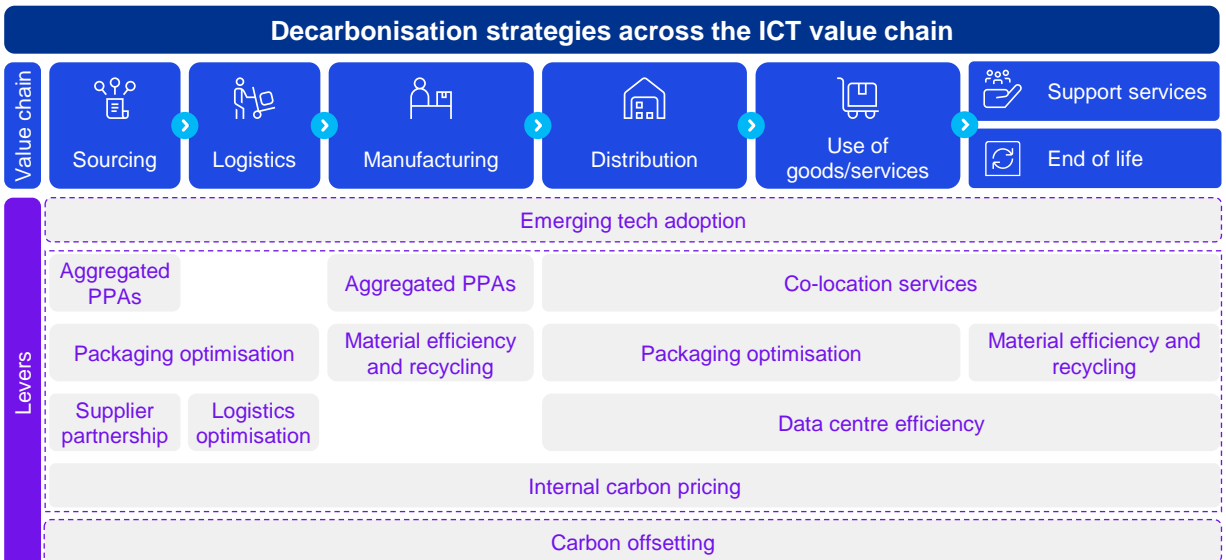 Decarbonisation strategies across the ICT value chain
Value chain
Sourcing
Logistics
Manufacturing
Distribution
Use of
goods/services
Support services
End of life
Levers
Emerging tech adoption
Aggregated
PPAs
Aggregated PPAs
Co-location services
Packaging optimisation
Material efficiency
and recycling
Packaging optimisation
Material efficiency and
recycling
Supplier
partnership
Logistics
optimisation
Data centre efficiency
Internal carbon pricing
Carbon offsetting